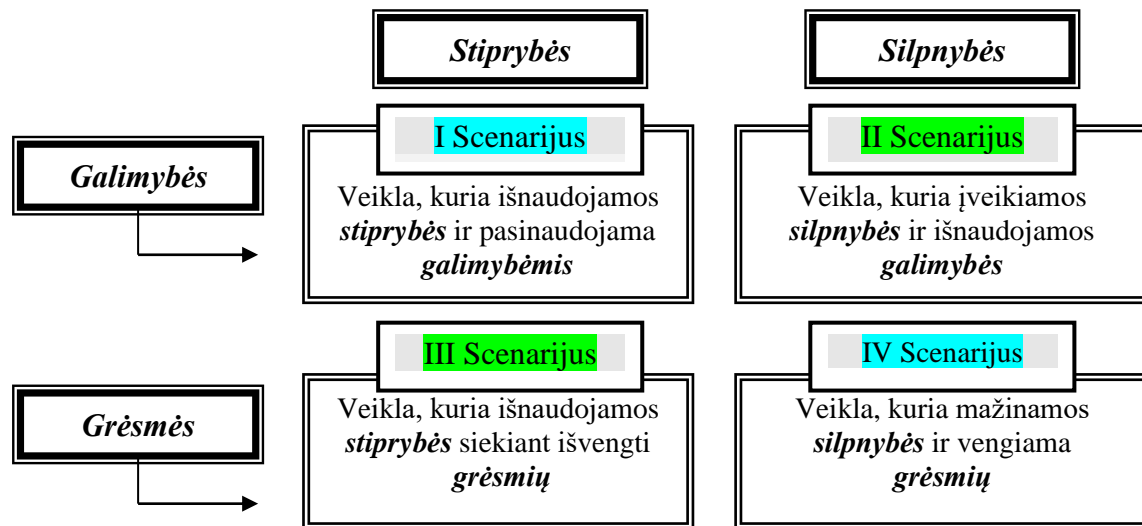 Stiprybės
Silpnybės
Galimybės
I Scenarijus
Veikla, kuria išnaudojamos
stiprybės ir pasinaudojama
galimybėmis
II Scenarijus
Veikla, kuria įveikiamos
silpnybės ir išnaudojamos
galimybės
Grėsmės
III Scenarijus
Veikla, kuria išnaudojamos
stiprybės siekiant išvengti
grėsmių
IV Scenarijus
Veikla, kuria mažinamos
silpnybės ir vengiama
grėsmių